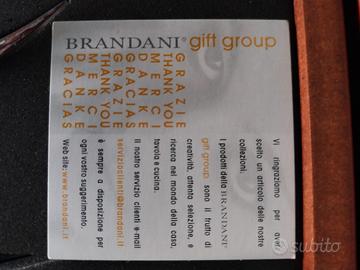 BRANDANI® gift group
GRAZIE
THANK YOU
MERCI
DANKE
GRACIAS
GRAZIE
THANK YOU
MERCI
DANKE
GRACIAS
Vi ringraziamo per aver
scelto un articolo delle nostre
collezioni.
I prodotti della BRANDANI
gift group sono il frutto di
creatività, attenta selezione, e
ricerca nel mondo della casa,
tavola e cucina.
Il nostro servizio clienti e-mail
servizioclienti@brandani.it
è sempre a disposizione per
ogni vostro suggerimento.
Web site: www.brandani.it
subito